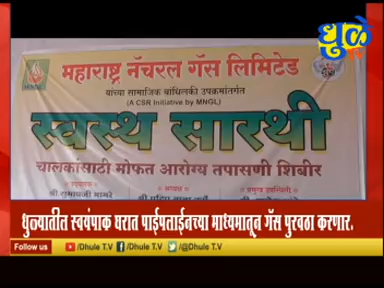 धुळे
महाराष्ट्र नॅचरल गॅस लिमिटेड
यांच्या सामाजिक बांधिलकी उपक्रमांतर्गत
(A CSR Initiative by MNGL)
स्वस्थ सारथी
चालकांसाठी मोफत आरोग्य तपासणी शिबीर
धुळ्यातील स्वयंपाक घरात पाईपलाईनच्या माध्यमातून गॅस पुरवठा करणार.
Follow us /Dhule T.V /Dhule T.V /Dhule T.V